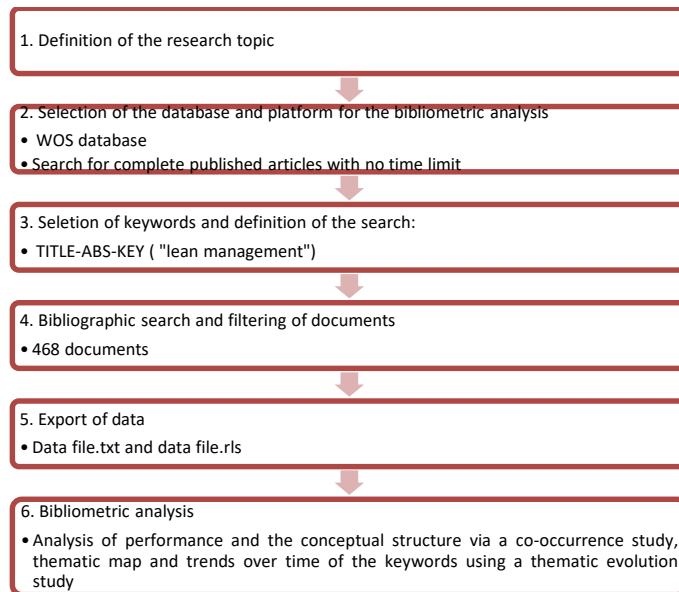 1. Definition of the research topic
2. Selection of the database and platform for the bibliometric analysis
• WOS database
• Search for complete published articles with no time limit
3. Seletion of keywords and definition of the search:
• TITLE-ABS-KEY ( "lean management")
4. Bibliographic search and filtering of documents
• 468 documents
5. Export of data
• Data file.txt and data file.rls
6. Bibliometric analysis
• Analysis of performance and the conceptual structure via a co-occurrence study,
thematic map and trends over time of the keywords using a thematic evolution
study